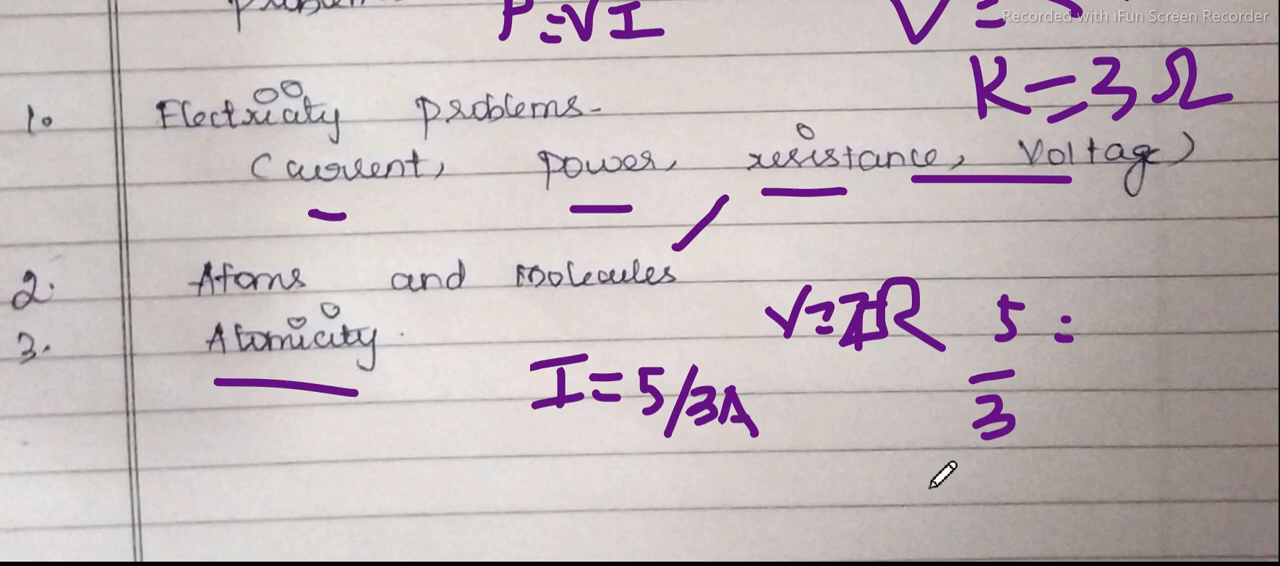 Recorded with iFun Screen Recorder
P=VI
V=
R=3Ω
1. Electricity problems-
(current, power, resistance, Voltage)
2. Atoms and molecules
3. Atomicity.
V=IR 5 =
3
I=5/3A